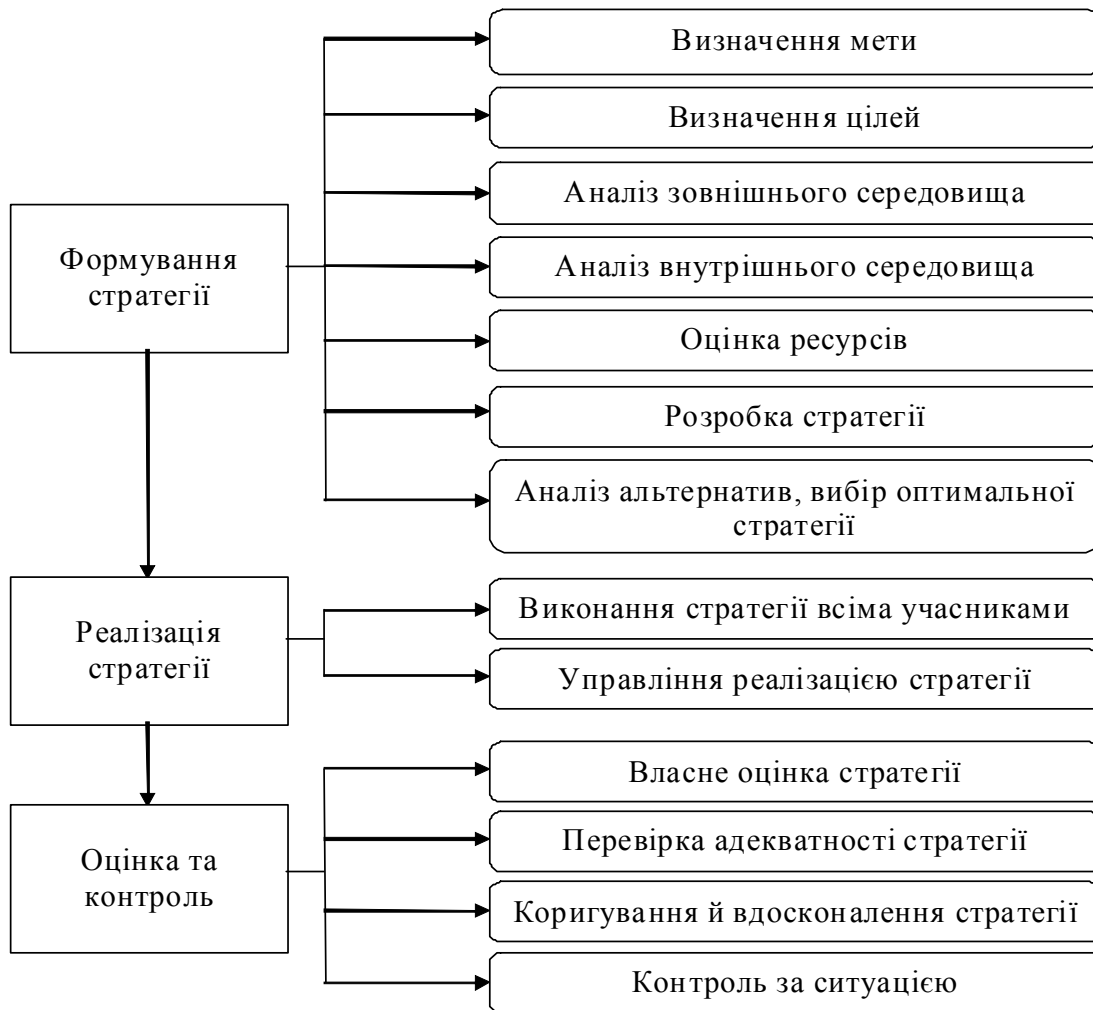 Формування
стратегії
Визначення мети
Визначення цілей
Аналіз зовнішнього середовища
Аналіз внутрішнього середовища
Оцінка ресурсів
Розробка стратегії
Аналіз альтернатив, вибір оптимальної
стратегії
Реалізація
стратегії
Виконання стратегії всіма учасниками
Управління реалізацією стратегії
Оцінка та
контроль
Власне оцінка стратегії
Перевірка адекватності стратегії
Коригування й вдосконалення стратегії
Контроль за ситуацією